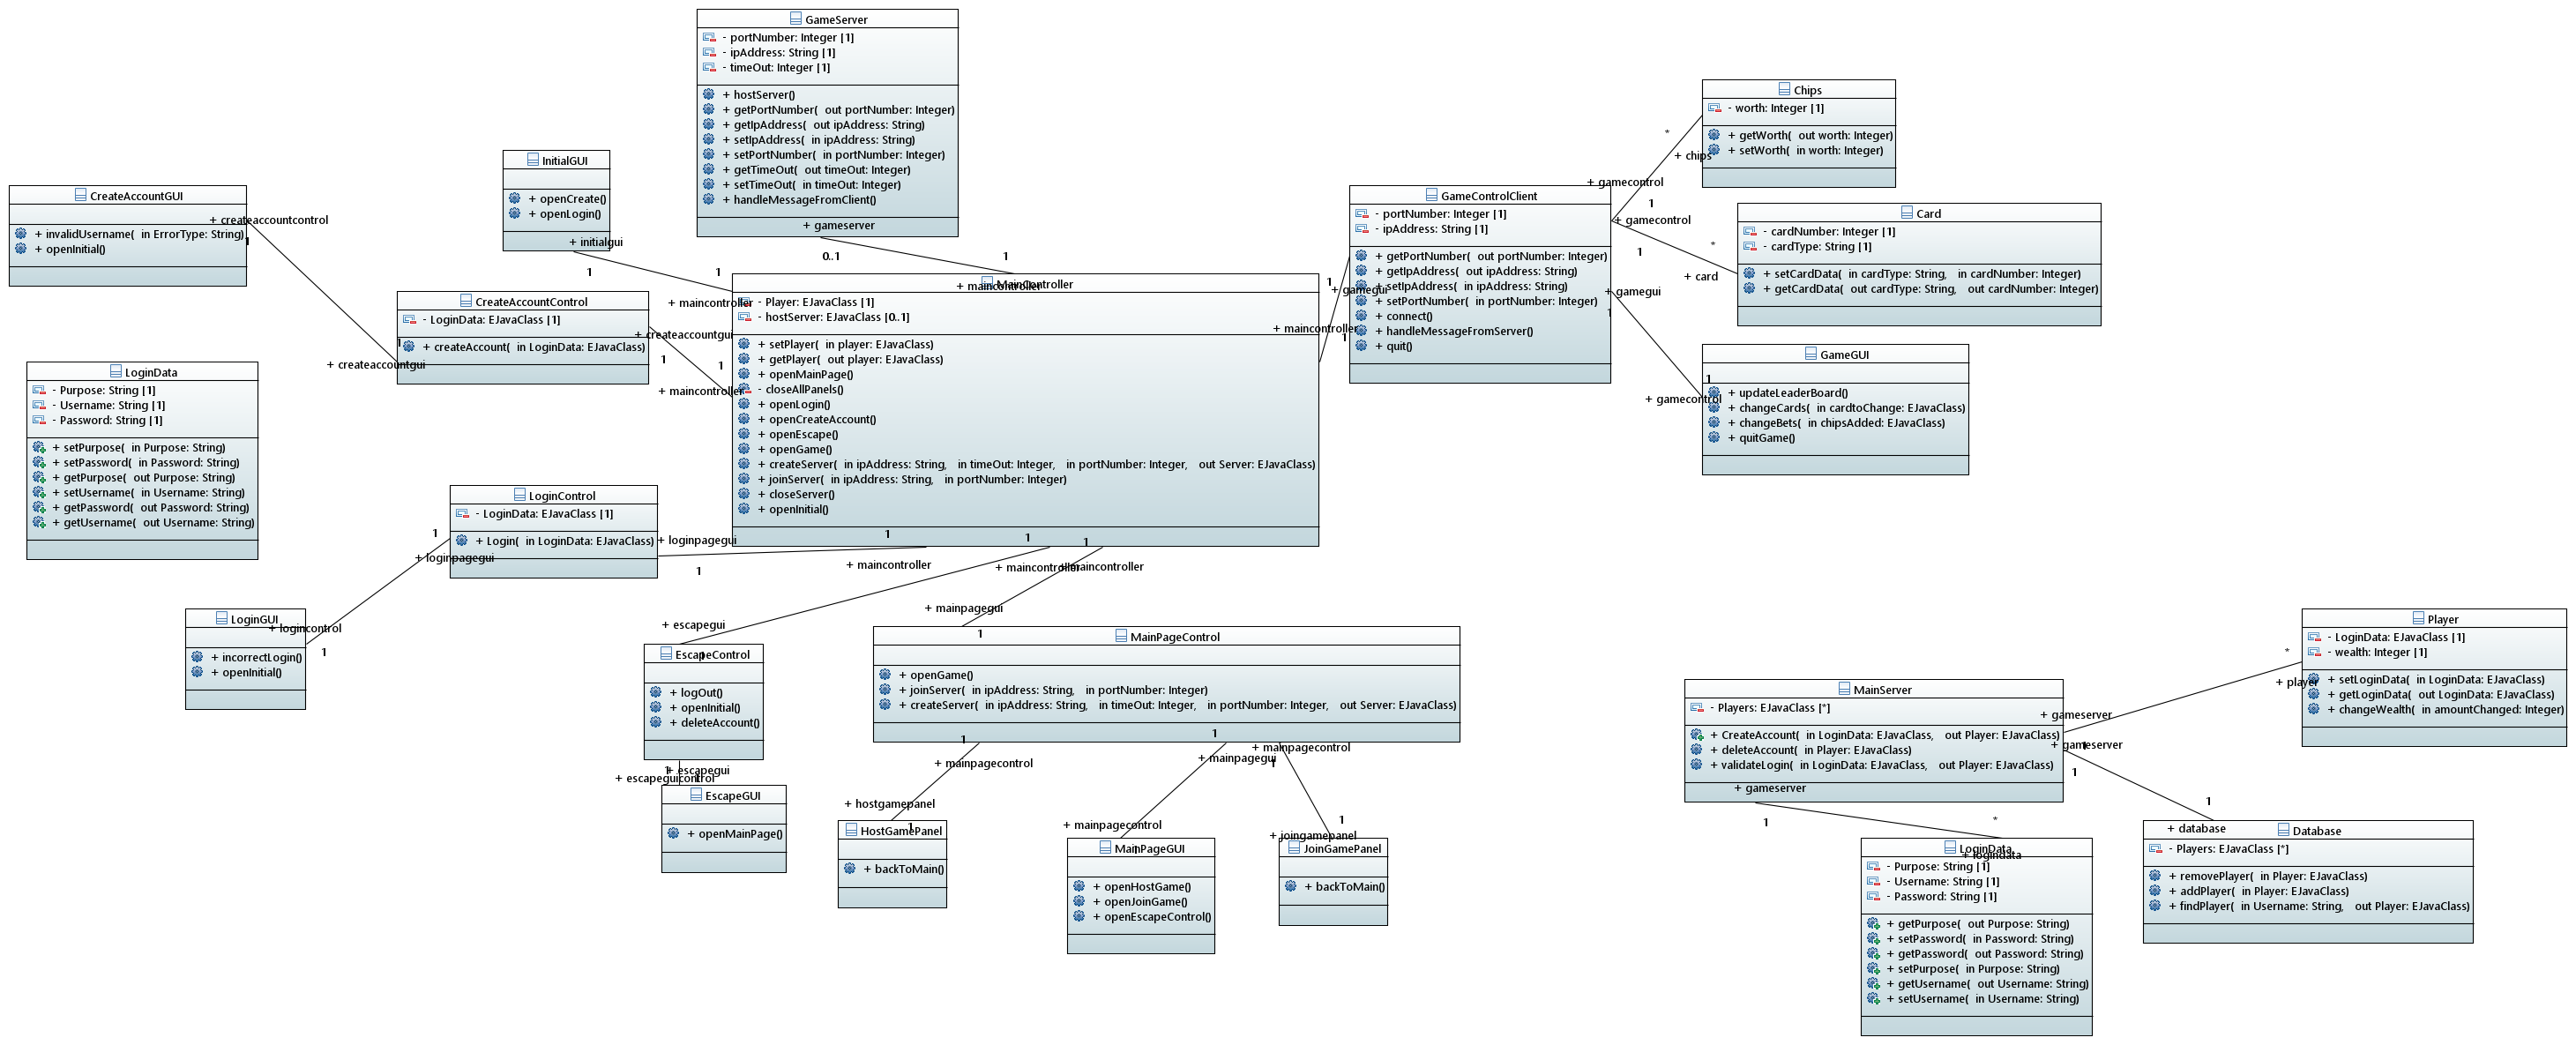 GameServer
- portNumber: Integer [1]
- ipAddress: String [1]
- timeOut: Integer [1]
+ hostServer()
+ getPortNumber( out portNumber: Integer)
+ getIpAddress( out ipAddress: String)
+ setIpAddress( in ipAddress: String)
+ setPortNumber( in portNumber: Integer)
+ getTimeOut( out timeOut: Integer)
+ setTimeOut( in timeOut: Integer)
+ handleMessageFromClient()
+ gameserver
0..1
1
+ maincontroller
InitialGUI
+ openCreate()
+ openLogin()
+ initialgui
1
1
+ maincontroller
CreateAccountGUI
+ invalidUsername( in ErrorType: String)
+ openInitial()
+ createaccountcontrol
1
1
+ createaccountgui
CreateAccountControl
- LoginData: EJavaClass [1]
+ createAccount( in LoginData: EJavaClass)
+ createaccountgui
1
1
+ maincontroller
LoginData
- Purpose: String [1]
- Username: String [1]
- Password: String [1]
+ setPurpose( in Purpose: String)
+ setPassword( in Password: String)
+ getPurpose( out Purpose: String)
+ setUsername( in Username: String)
+ getPassword( out Password: String)
+ getUsername( out Username: String)
MainController
- Player: EJavaClass [1]
- hostServer: EJavaClass [0..1]
+ setPlayer( in player: EJavaClass)
+ getPlayer( out player: EJavaClass)
+ openMainPage()
- closeAllPanels()
+ openLogin()
+ openCreateAccount()
+ openEscape()
+ openGame()
+ createServer( in ipAddress: String, in timeOut: Integer, in portNumber: Integer, out Server: EJavaClass)
+ joinServer( in ipAddress: String, in portNumber: Integer)
+ closeServer()
+ openInitial()
1
+ gamegui
+ maincontroller
1
GameControlClient
- portNumber: Integer [1]
- ipAddress: String [1]
+ getPortNumber( out portNumber: Integer)
+ getIpAddress( out ipAddress: String)
+ setIpAddress( in ipAddress: String)
+ setPortNumber( in portNumber: Integer)
+ connect()
+ handleMessageFromServer()
+ quit()
Chips
- worth: Integer [1]
+ getWorth( out worth: Integer)
+ setWorth( in worth: Integer)
*
+ chips
+ gamecontrol
1
Card
- cardNumber: Integer [1]
- cardType: String [1]
+ setCardData( in cardType: String, in cardNumber: Integer)
+ getCardData( out cardType: String, out cardNumber: Integer)
+ gamecontrol
1
*
+ card
GameGUI
+ updateLeaderBoard()
+ changeCards( in cardtoChange: EJavaClass)
+ changeBets( in chipsAdded: EJavaClass)
+ quitGame()
+ gamegui
1
1
+ gamecontrol
LoginControl
- LoginData: EJavaClass [1]
+ Login( in LoginData: EJavaClass)
+ loginpagegui
1
1
+ maincontroller
1
+ loginpagegui
LoginGUI
+ incorrectLogin()
+ openInitial()
+ logincontrol
1
1
+ maincontroller
1
+ maincontroller
+ escapegui
1
+ mainpagegui
1
EscapeControl
+ logOut()
+ openInitial()
+ deleteAccount()
1
+ escapegui
+ escapeguicontrol
1
EscapeGUI
+ openMainPage()
MainPageControl
+ openGame()
+ joinServer( in ipAddress: String, in portNumber: Integer)
+ createServer( in ipAddress: String, in timeOut: Integer, in portNumber: Integer, out Server: EJavaClass)
1
+ mainpagecontrol
+ hostgamepanel
1
HostGamePanel
+ backToMain()
1
+ mainpagegui
+ mainpagecontrol
1
MainPageGUI
+ openHostGame()
+ openJoinGame()
+ openEscapeControl()
+ mainpagecontrol
1
1
+ joingamepanel
JoinGamePanel
+ backToMain()
MainServer
- Players: EJavaClass [*]
+ CreateAccount( in LoginData: EJavaClass, out Player: EJavaClass)
+ deleteAccount( in Player: EJavaClass)
+ validateLogin( in LoginData: EJavaClass, out Player: EJavaClass)
Player
- LoginData: EJavaClass [1]
- wealth: Integer [1]
+ setLoginData( in LoginData: EJavaClass)
+ getLoginData( out LoginData: EJavaClass)
+ changeWealth( in amountChanged: Integer)
*
+ player
+ gameserver
1
+ gameserver
1
1
+ database
Database
- Players: EJavaClass [*]
+ removePlayer( in Player: EJavaClass)
+ addPlayer( in Player: EJavaClass)
+ findPlayer( in Username: String, out Player: EJavaClass)
+ gameserver
1
*
+ logindata
LoginData
- Purpose: String [1]
- Username: String [1]
- Password: String [1]
+ getPurpose( out Purpose: String)
+ setPassword( in Password: String)
+ getPassword( out Password: String)
+ setPurpose( in Purpose: String)
+ getUsername( out Username: String)
+ setUsername( in Username: String)